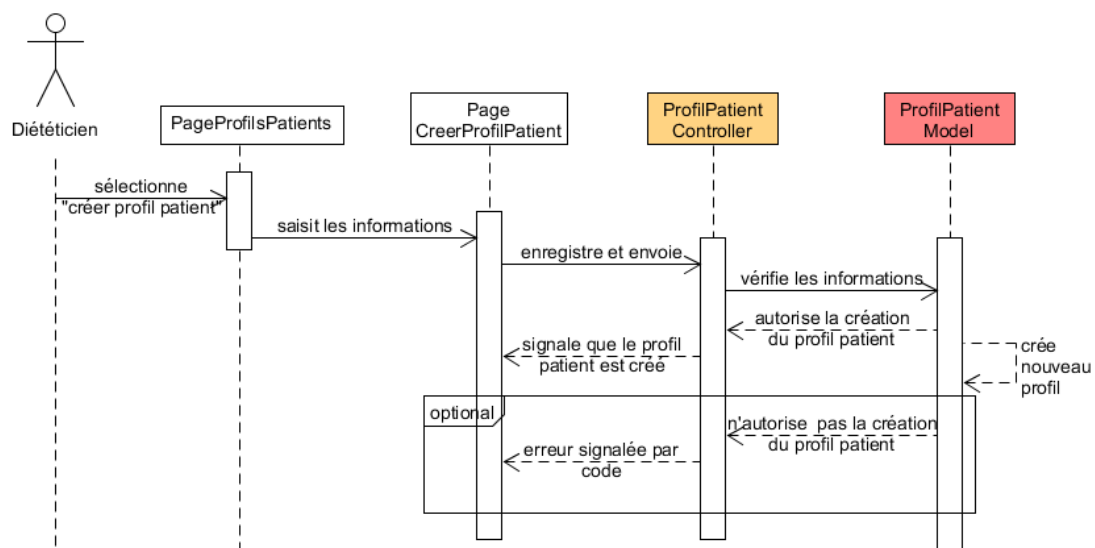 Diététicien
PageProfilsPatients
Page
CreerProfilPatient
ProfilPatient
Controller
ProfilPatient
Model
sélectionne
"créer profil patient"
saisit les informations
enregistre et envoie
vérifie les informations
autorise la création
du profil patient
signale que le profil
patient est créé
crée
nouveau
profil
optional
n'autorise pas la création
du profil patient
erreur signalée par
code